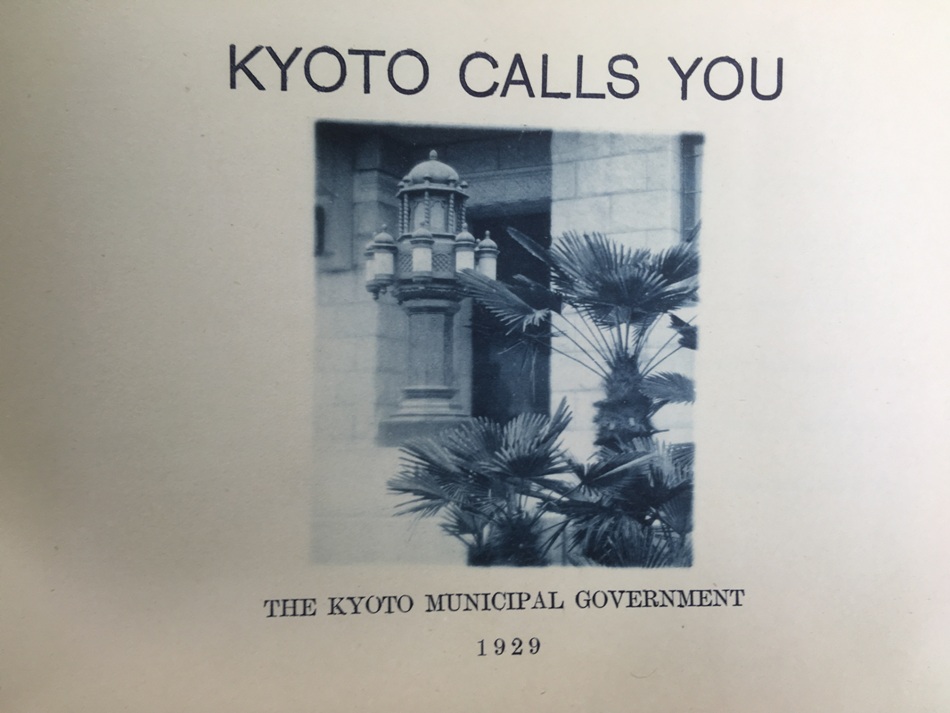 KYOTO CALLS YOU
THE KYOTO MUNICIPAL GOVERNMENT
1929